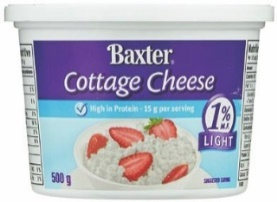 Baxter®
Cottage Cheese
High in Protein - 15 g per serving
1%
M.F.
LIGHT
500 g